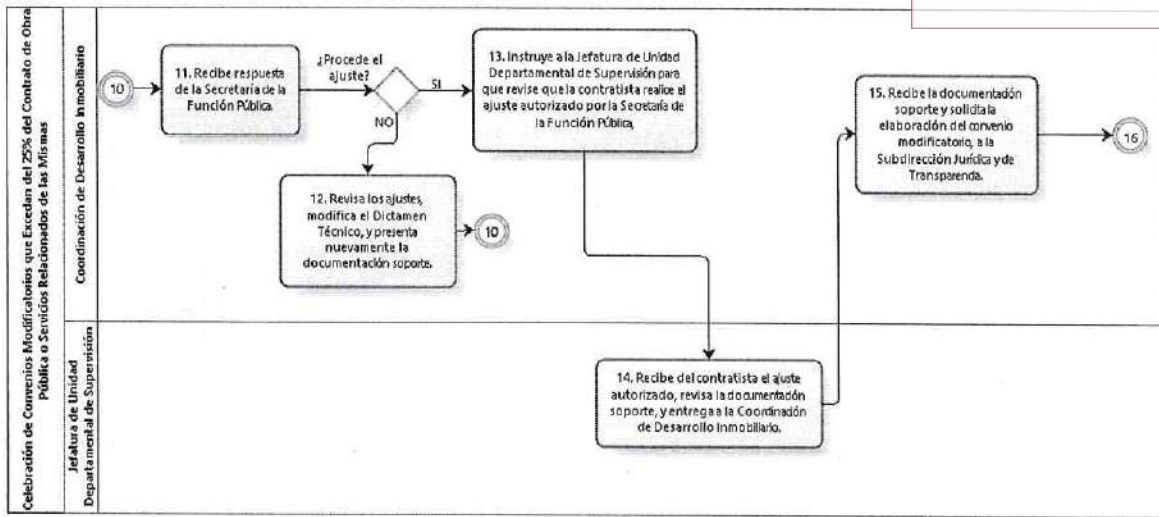 Celebración de Convenios Modificatorios que Excedan del 25% del Contrato de Obra
Pública o Servicios Relacionados de las Mismas
Coordinación de Desarrollo Inmobiliario
10
11. Recibe respuesta
de la Secretaría de la
Función Pública.
¿Procede el
ajuste?
SI
NO
12. Revisa los ajustes,
modifica el Dictamen
Técnico, y presenta
nuevamente la
documentación soporte.
10
13. Instruye a la Jefatura de Unidad
Departamental de Supervisión para
que revise que la contratista realice el
ajuste autorizado por la Secretaría de
la Función Pública,
15. Recibe la documentación
soporte y solicita la
elaboración del convenio
modificatorio, a la
Subdirección Jurídica y de
Transparencia.
16
Jefatura de Unidad
Departamental de Supervisión
14. Recibe del contratista el ajuste
autorizado, revisa la documentación
soporte, y entrega a la Coordinación
de Desarrollo Inmobiliario.